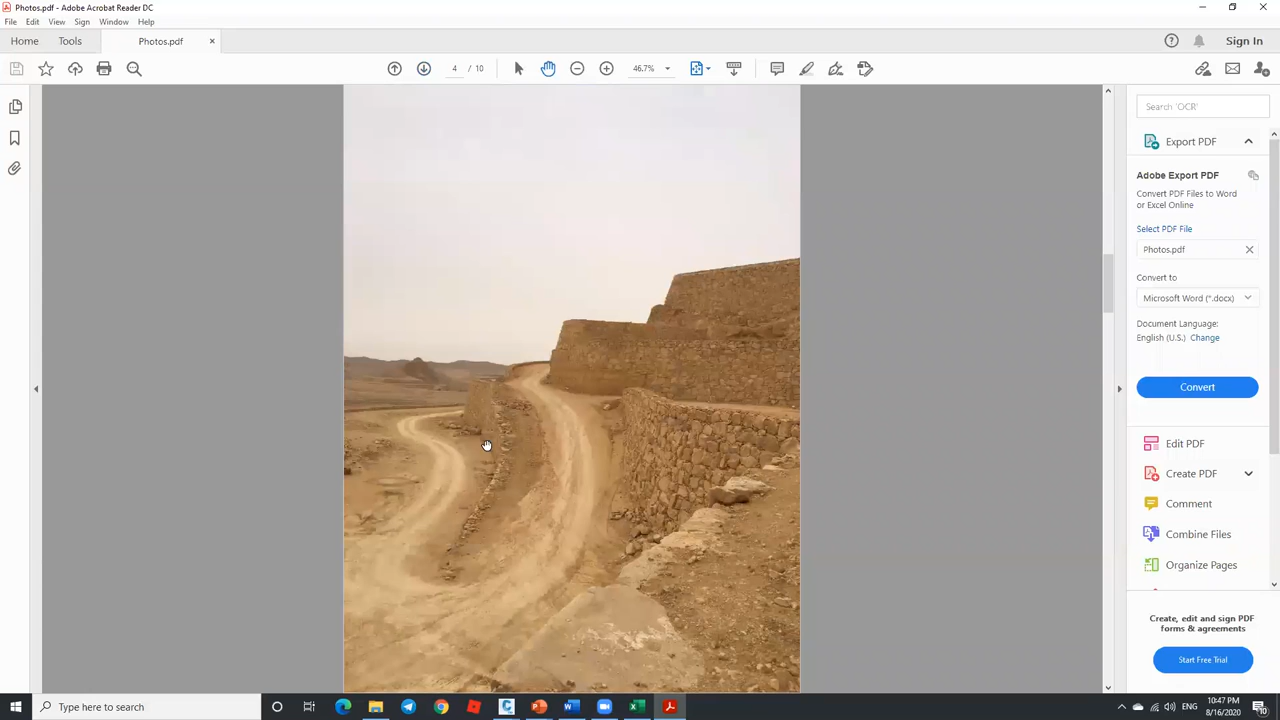 Photos.pdf - Adobe Acrobat Reader DC
File Edit View Sign Window Help
Home Tools Photos.pdf × Sign In
4 / 10 46.7%
Search 'OCR'
Export PDF
Adobe Export PDF
Convert PDF Files to Word
or Excel Online
Select PDF File
Photos.pdf
Convert to
Microsoft Word (*.docx)
Document Language:
English (U.S.) Change
Convert
Edit PDF
Create PDF
Comment
Combine Files
Organize Pages
Create, edit and sign PDF
forms & agreements
Start Free Trial
Type here to search
ENG
10:47 PM
8/16/2020
10